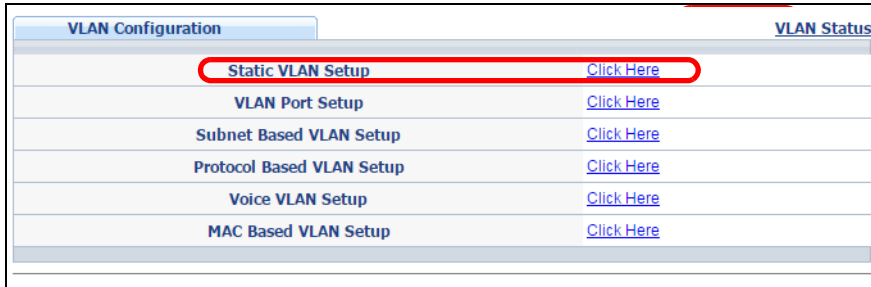 VLAN Configuration VLAN Status
Static VLAN Setup Click Here
VLAN Port Setup Click Here
Subnet Based VLAN Setup Click Here
Protocol Based VLAN Setup Click Here
Voice VLAN Setup Click Here
MAC Based VLAN Setup Click Here